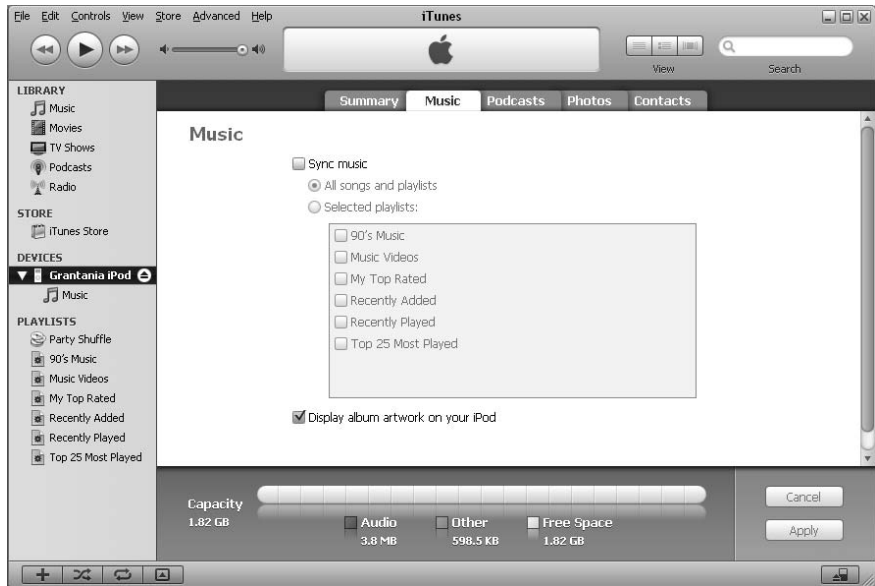 File Edit Controls View Store Advanced Help
iTunes
View
Search
LIBRARY
Music
Movies
TV Shows
Podcasts
Radio
STORE
iTunes Store
DEVICES
Grantania iPod
Music
PLAYLISTS
Party Shuffle
90's Music
Music Videos
My Top Rated
Recently Added
Recently Played
Top 25 Most Played
Summary Music Podcasts Photos Contacts
Music
Sync music
All songs and playlists
Selected playlists:
90's Music
Music Videos
My Top Rated
Recently Added
Recently Played
Top 25 Most Played
Display album artwork on your iPod
Capacity
1.82 GB
Audio
3.8 MB
Other
598.5 KB
Free Space
1.82 GB
Cancel
Apply